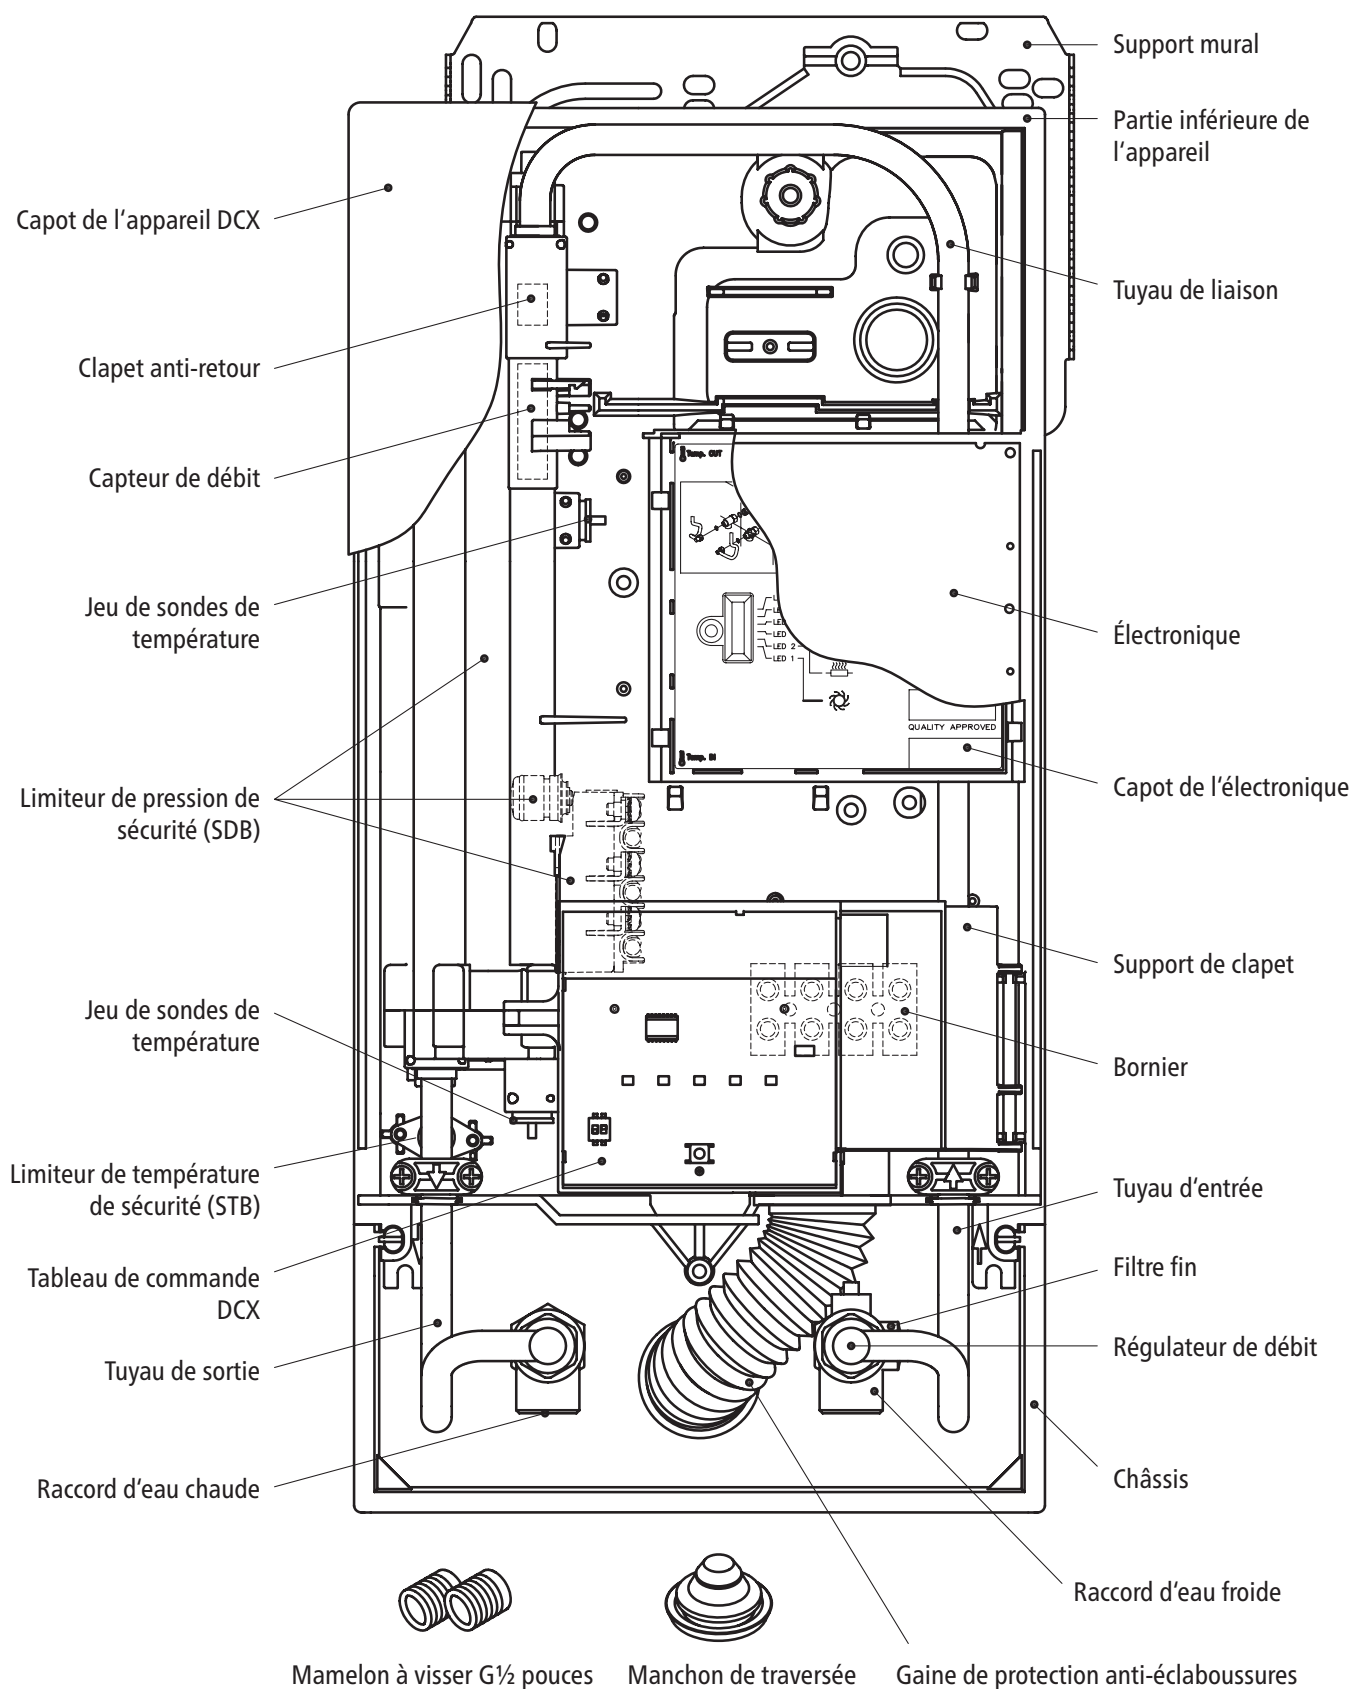 Support mural
Partie inférieure de
l‘appareil
Capot de l‘appareil DCX
Tuyau de liaison
Clapet anti-retour
Capteur de débit
Temp. OUT
Jeu de sondes de
température
LED
LED
LED 2
LED 1
Électronique
QUALITY APPROVED
Temp. IN
Capot de l‘électronique
Limiteur de pression de
sécurité (SDB)
Support de clapet
Jeu de sondes de
température
Bornier
Limiteur de température
de sécurité (STB)
Tuyau d‘entrée
Tableau de commande
DCX
Filtre fin
Régulateur de débit
Tuyau de sortie
Raccord d‘eau chaude
Châssis
Raccord d‘eau froide
Mamelon à visser G½ pouces
Manchon de traversée
Gaine de protection anti-éclaboussures